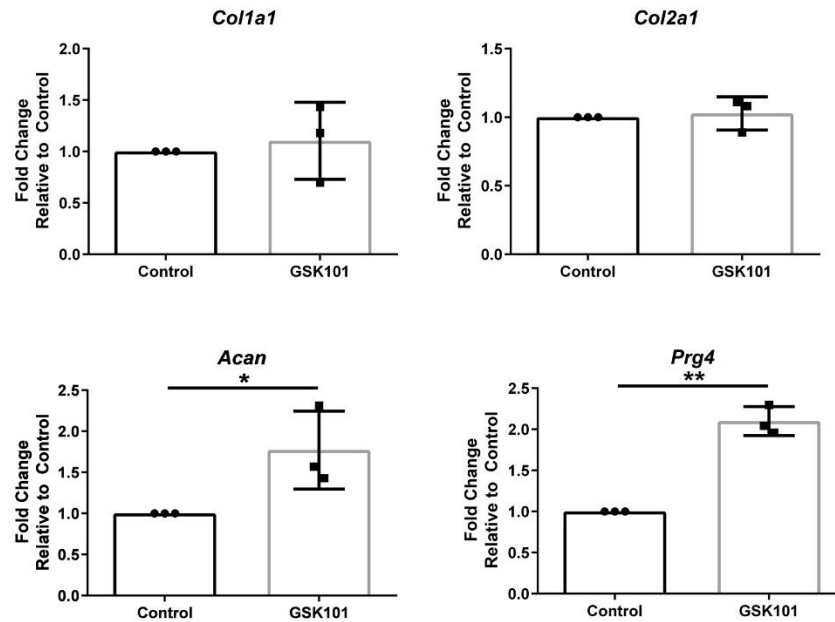 Col1a1
Fold Change
Relative to Control
2.0
1.5
1.0
0.5
0.0
Control
GSK101
Col2a1
Fold Change
Relative to Control
1.5
1.0
0.5
0.0
Control
GSK101
Acan
*
Fold Change
Relative to Control
2.5
2.0
1.5
1.0
0.5
0.0
Control
GSK101
Prg4
**
Fold Change
Relative to Control
2.5
2.0
1.5
1.0
0.5
0.0
Control
GSK101